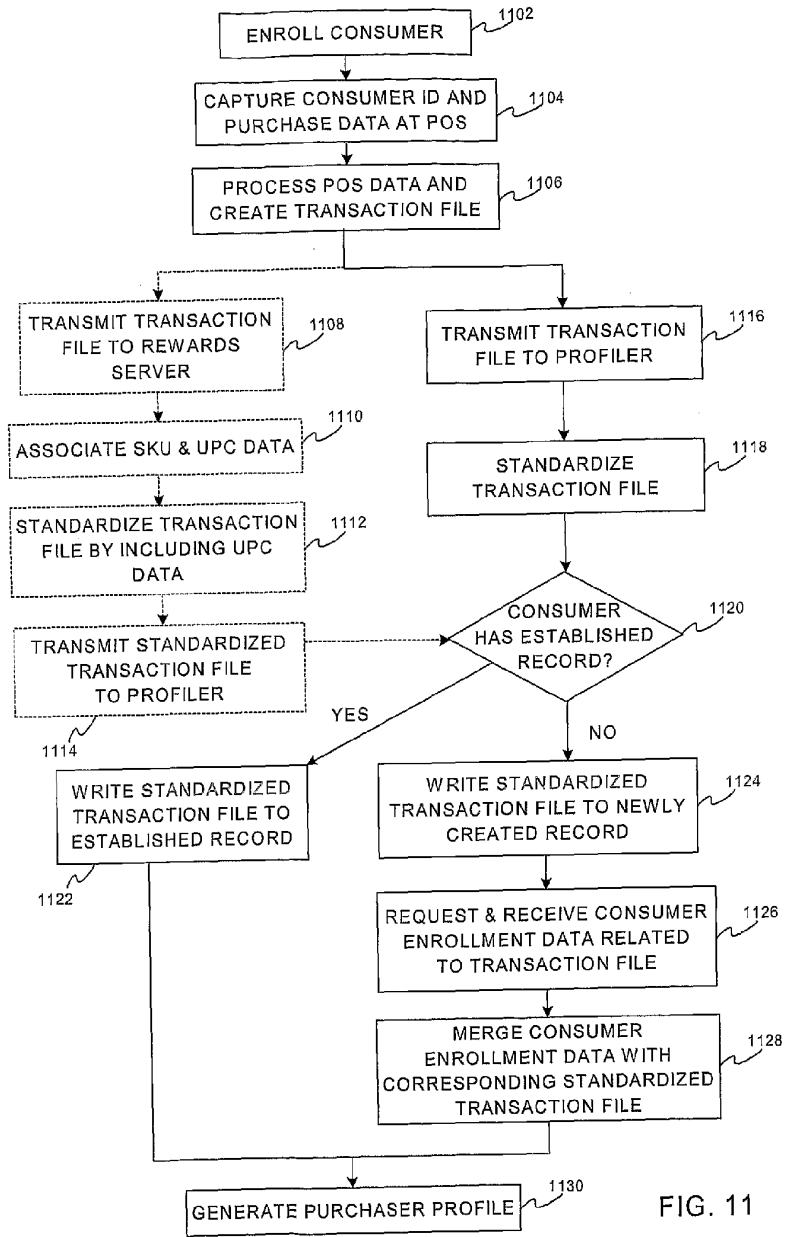 1102
ENROLL CONSUMER
CAPTURE CONSUMER ID AND
PURCHASE DATA AT POS
1104
PROCESS POS DATA AND
CREATE TRANSACTION FILE
1106
TRANSMIT TRANSACTION
FILE TO REWARDS
SERVER
1108
ASSOCIATE SKU & UPC DATA
1110
STANDARDIZE TRANSACTION
FILE BY INCLUDING UPC
DATA
1112
TRANSMIT STANDARDIZED
TRANSACTION FILE
TO PROFILER
1114
TRANSMIT TRANSACTION
FILE TO PROFILER
1116
STANDARDIZE
TRANSACTION FILE
1118
CONSUMER
HAS ESTABLISHED
RECORD?
1120
YES
NO
WRITE STANDARDIZED
TRANSACTION FILE TO
ESTABLISHED RECORD
1122
WRITE STANDARDIZED
TRANSACTION FILE TO NEWLY
CREATED RECORD
1124
REQUEST & RECEIVE CONSUMER
ENROLLMENT DATA RELATED
TO TRANSACTION FILE
1126
MERGE CONSUMER
ENROLLMENT DATA WITH
CORRESPONDING STANDARDIZED
TRANSACTION FILE
1128
GENERATE PURCHASER PROFILE
1130
FIG. 11